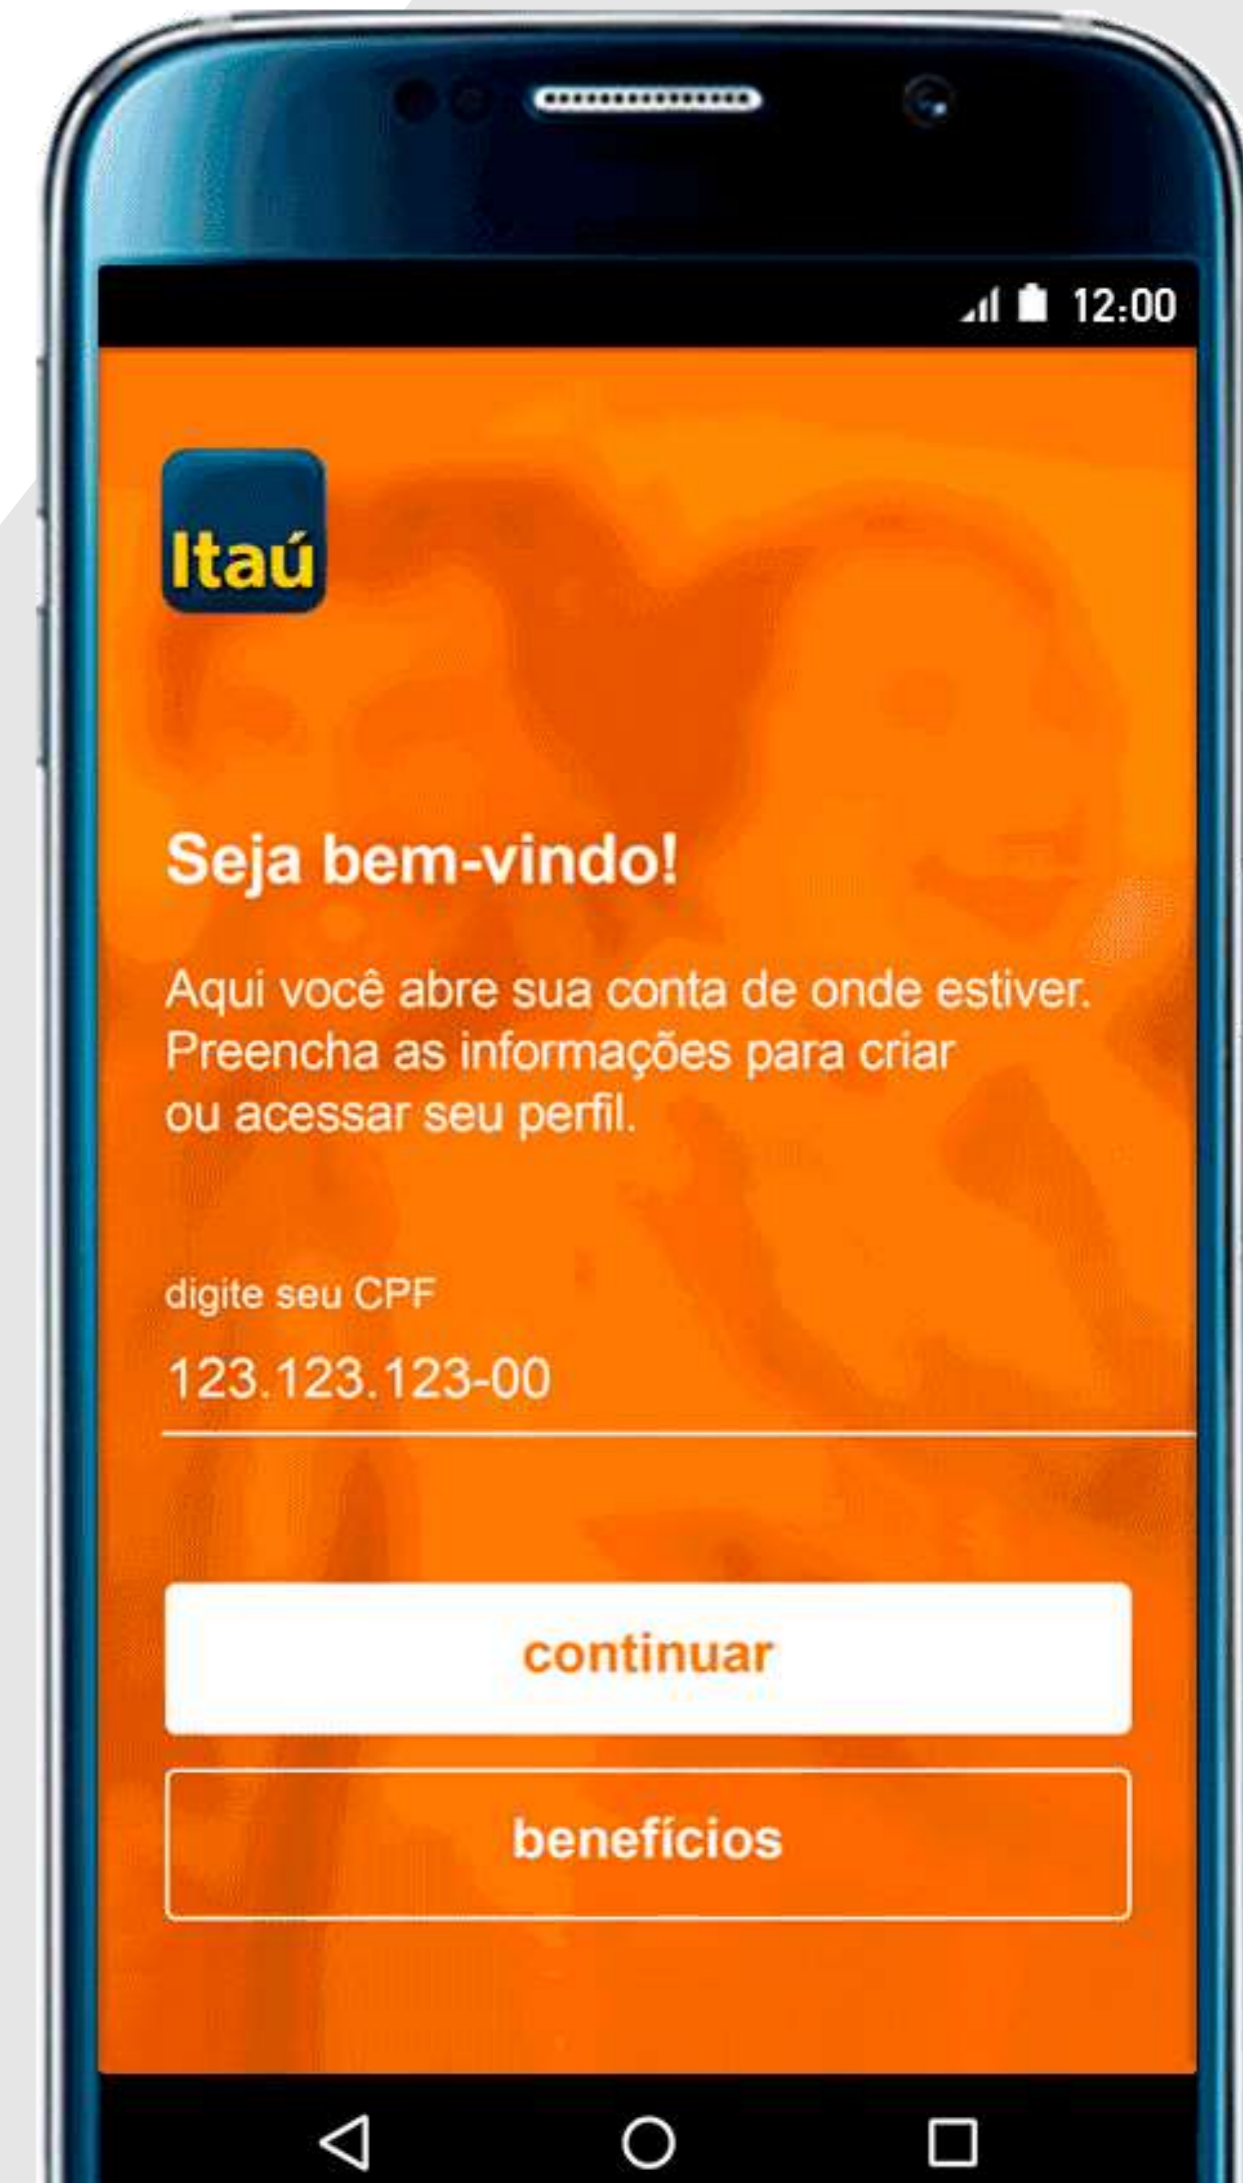 12:00
Itaú
Seja bem-vindo!
Aqui você abre sua conta de onde estiver.
Preencha as informações para criar
ou acessar seu perfil.
digite seu CPF
123.123.123-00
continuar
benefícios